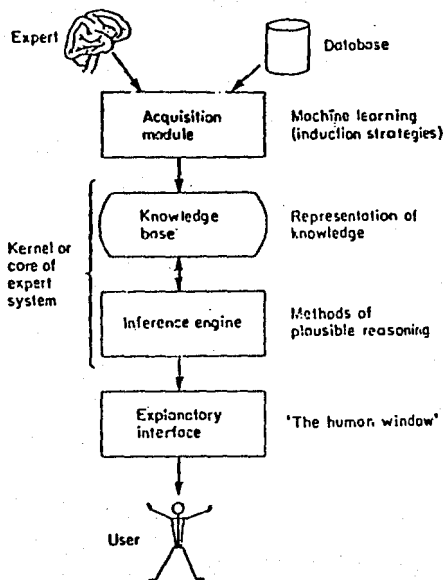 Expert
Database
Acquisition
module
Machine learning
(induction strategies)
Knowledge
base
Representation of
knowledge
Kernel or
core of
expert
system
Inference engine
Methods of
plausible reasoning
Explanatory
interface
'The human window'
User